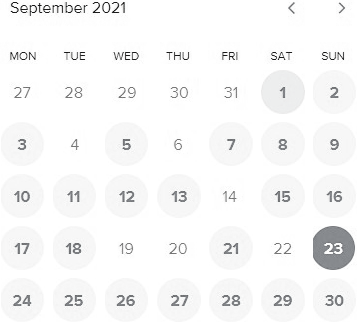 September 2021
MON TUE WED THU FRI SAT SUN
27 28 29 30 31 1 2
3 4 5 6 7 8 9
10 11 12 13 14 15 16
17 18 19 20 21 22 23
24 25 26 27 28 29 30